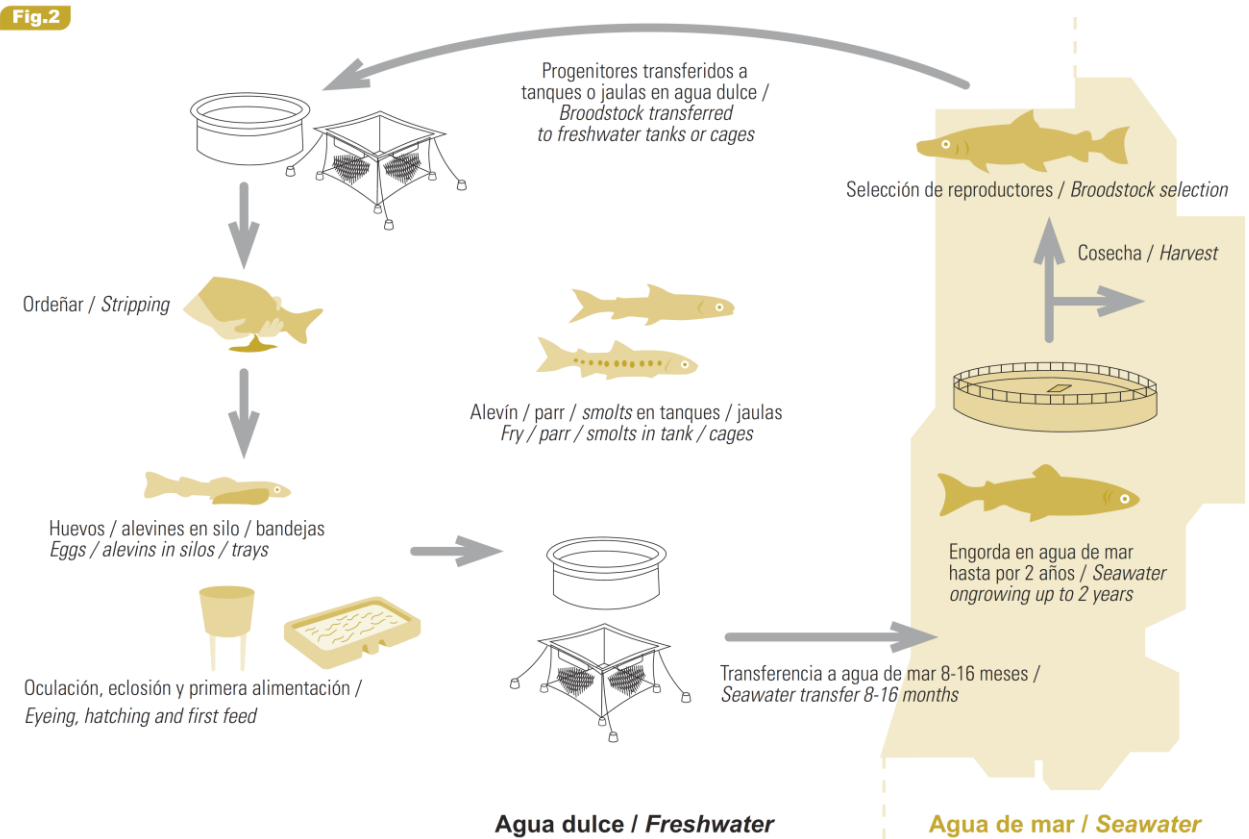 Fig.2
Progenitores transferidos a
tanques o jaulas en agua dulce /
Broodstock transferred
to freshwater tanks or cages
Selección de reproductores / Broodstock selection
Cosecha / Harvest
Ordeñar / Stripping
Alevín / parr / smolts en tanques / jaulas
Fry / parr / smolts in tank / cages
Huevos / alevines en silo / bandejas
Eggs / alevins in silos / trays
Engorda en agua de mar
hasta por 2 años / Seawater
ongrowing up to 2 years
Oculación, eclosión y primera alimentación /
Eyeing, hatching and first feed
Transferencia a agua de mar 8-16 meses /
Seawater transfer 8-16 months
Agua dulce / Freshwater
Agua de mar / Seawater